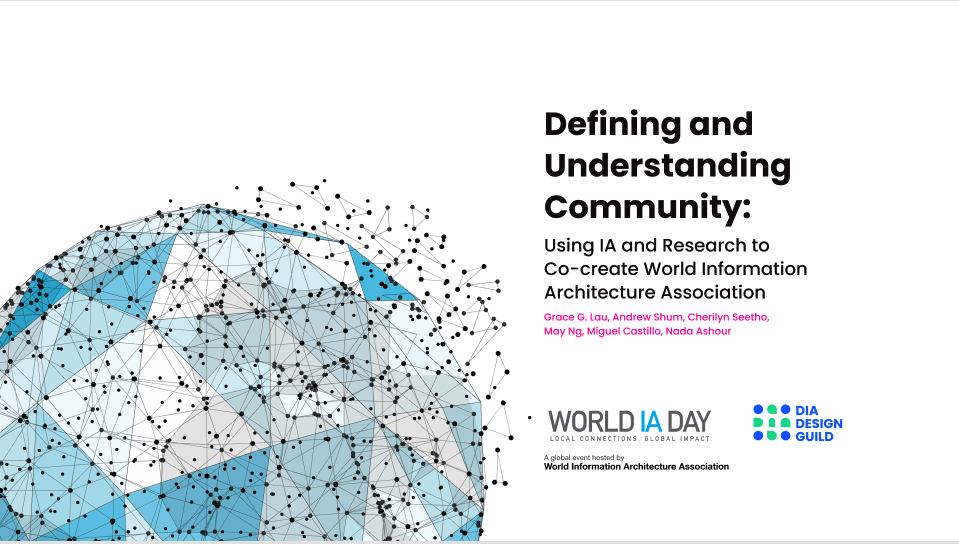 Defining and
Understanding
Community:
Using IA and Research to
Co-create World Information
Architecture Association
Grace G. Lau, Andrew Shum, Cherilyn Seetho,
May Ng, Miguel Castillo, Nada Ashour
WORLD IA DAY
LOCAL CONNECTIONS. GLOBAL IMPACT.
A global event hosted by
World Information Architecture Association
DIA
DESIGN
GUILD